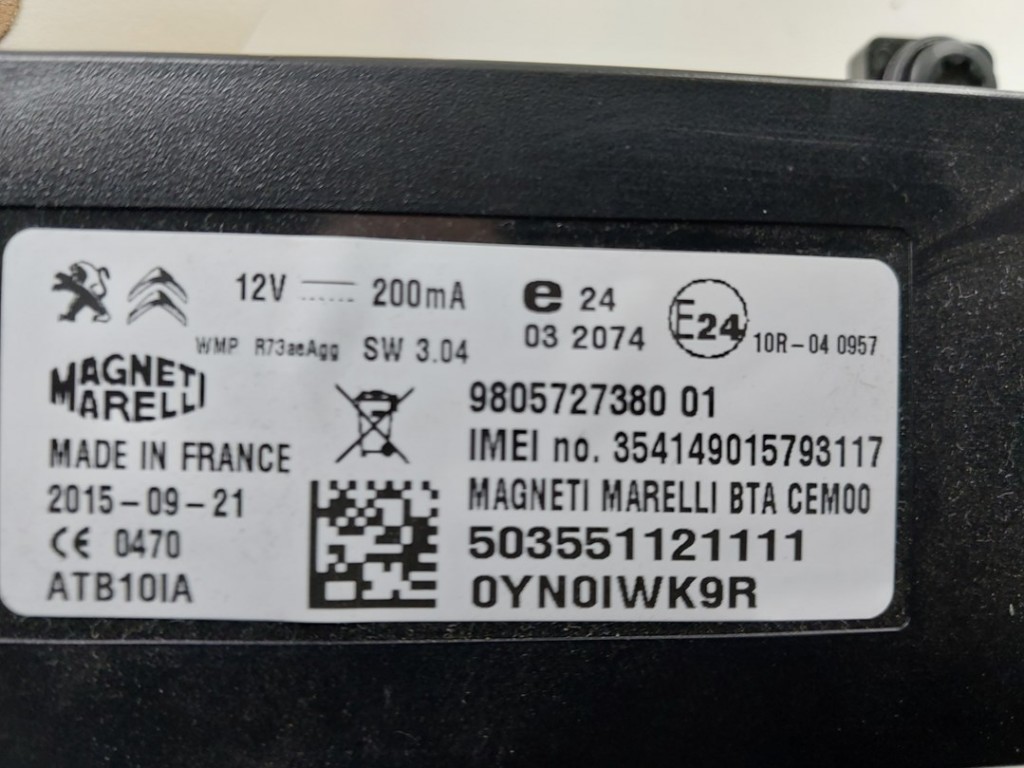 12V 200mA e 24 E24
03 2074 10R-04 0957
WMP R73aeAgg SW 3.04
MAGNETI
MARELLI
9805727380 01
MADE IN FRANCE
IMEI no. 354149015793117
2015-09-21
MAGNETI MARELLI BTA CEM00
CE 0470
503551121111
ATB10IA
0YN0IWK9R